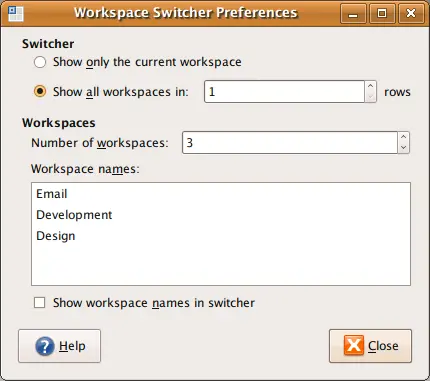 Workspace Switcher Preferences
Switcher
Show only the current workspace
Show all workspaces in: 1 rows
Workspaces
Number of workspaces: 3
Workspace names:
Email
Development
Design
Show workspace names in switcher
Help Close